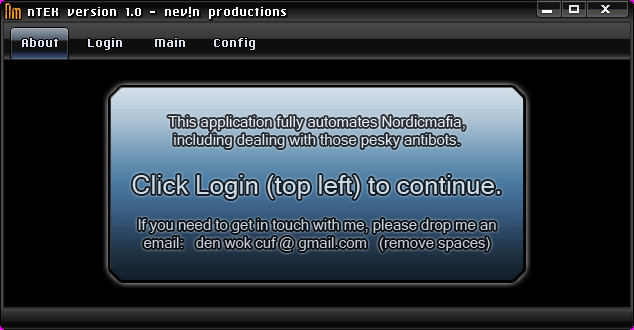 nm nTEK version 1.0 - nev!n productions
About Login Main Config
This application fully automates Nordicmafia,
including dealing with those pesky antibots.
Click Login (top left) to continue.
If you need to get in touch with me, please drop me an
email: den wok cuf @ gmail.com (remove spaces)